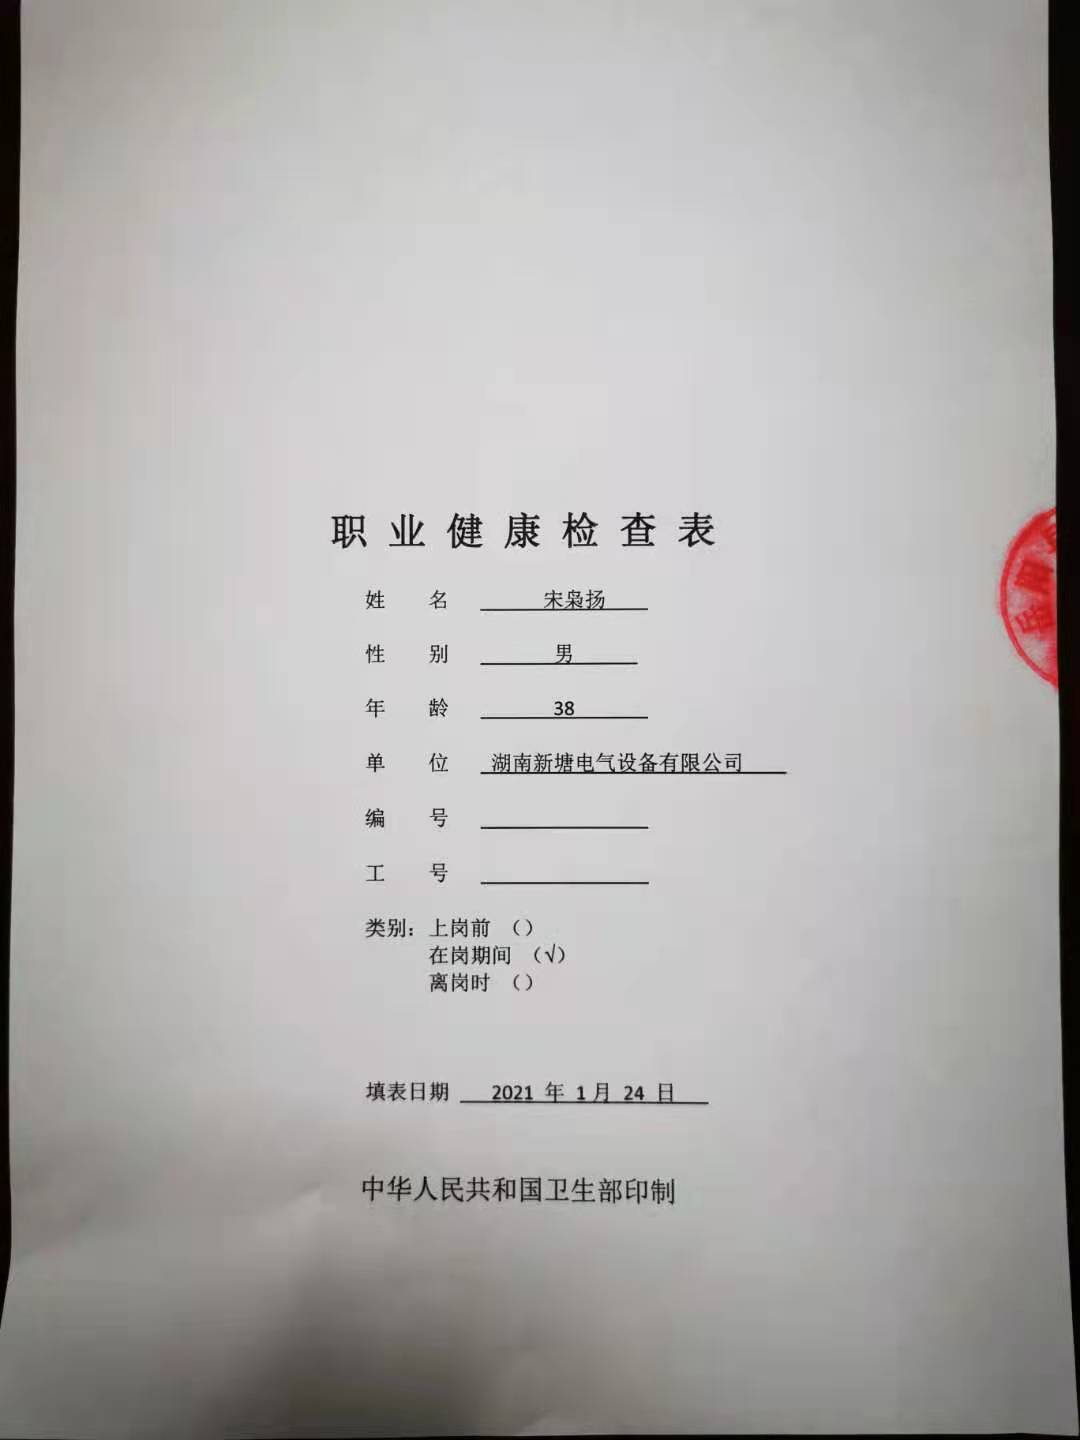 职业健康检查表
姓 名 宋枭扬
性 别 男
年 龄 38
单 位 湖南新塘电气设备有限公司
编 号
工 号
类别：上岗前 （）
在岗期间 （√）
离岗时 （）
填表日期 2021 年 1 月 24 日
中华人民共和国卫生部印制